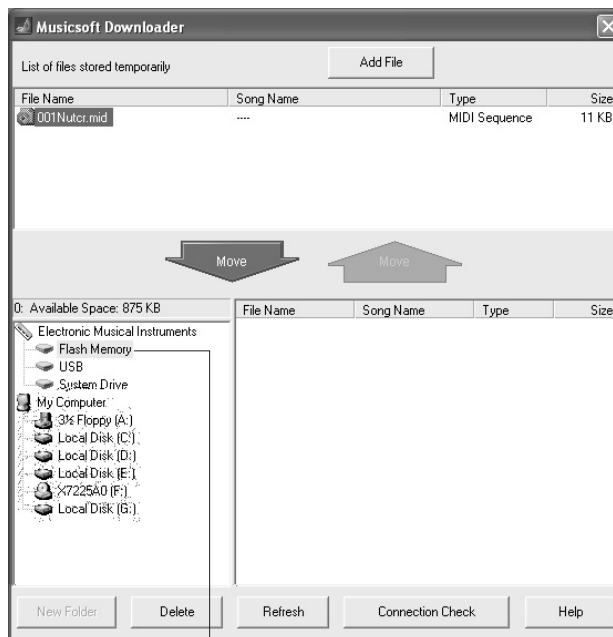 Musicsoft Downloader
List of files stored temporarily
Add File
File Name Song Name Type Size
001Nutcr.mid ---- MIDI Sequence 11 KB
Move Move
0: Available Space: 875 KB
File Name Song Name Type Size
Electronic Musical Instruments
Flash Memory
USB
System Drive
My Computer
3½ Floppy (A:)
Local Disk (C:)
Local Disk (D:)
Local Disk (E:)
X7225A0 (F:)
Local Disk (G:)
New Folder Delete Refresh Connection Check Help